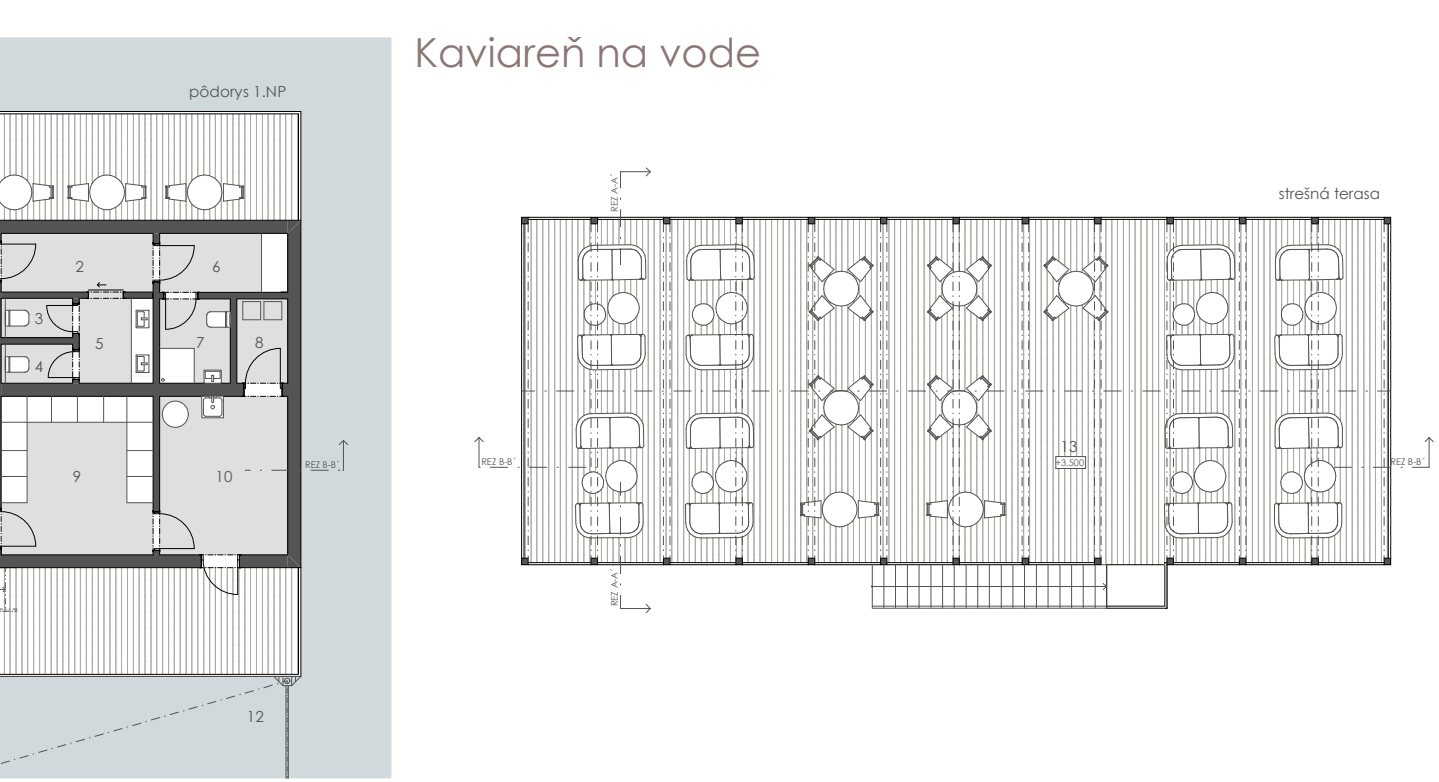 Kaviareň na vode
pôdorys 1.NP
2
6
3
5
7
8
4
9
10
REZ B-B´
12
strešná terasa
REZ A-A´
13
+3,500
REZ B-B´
REZ B-B´
REZ A-A´